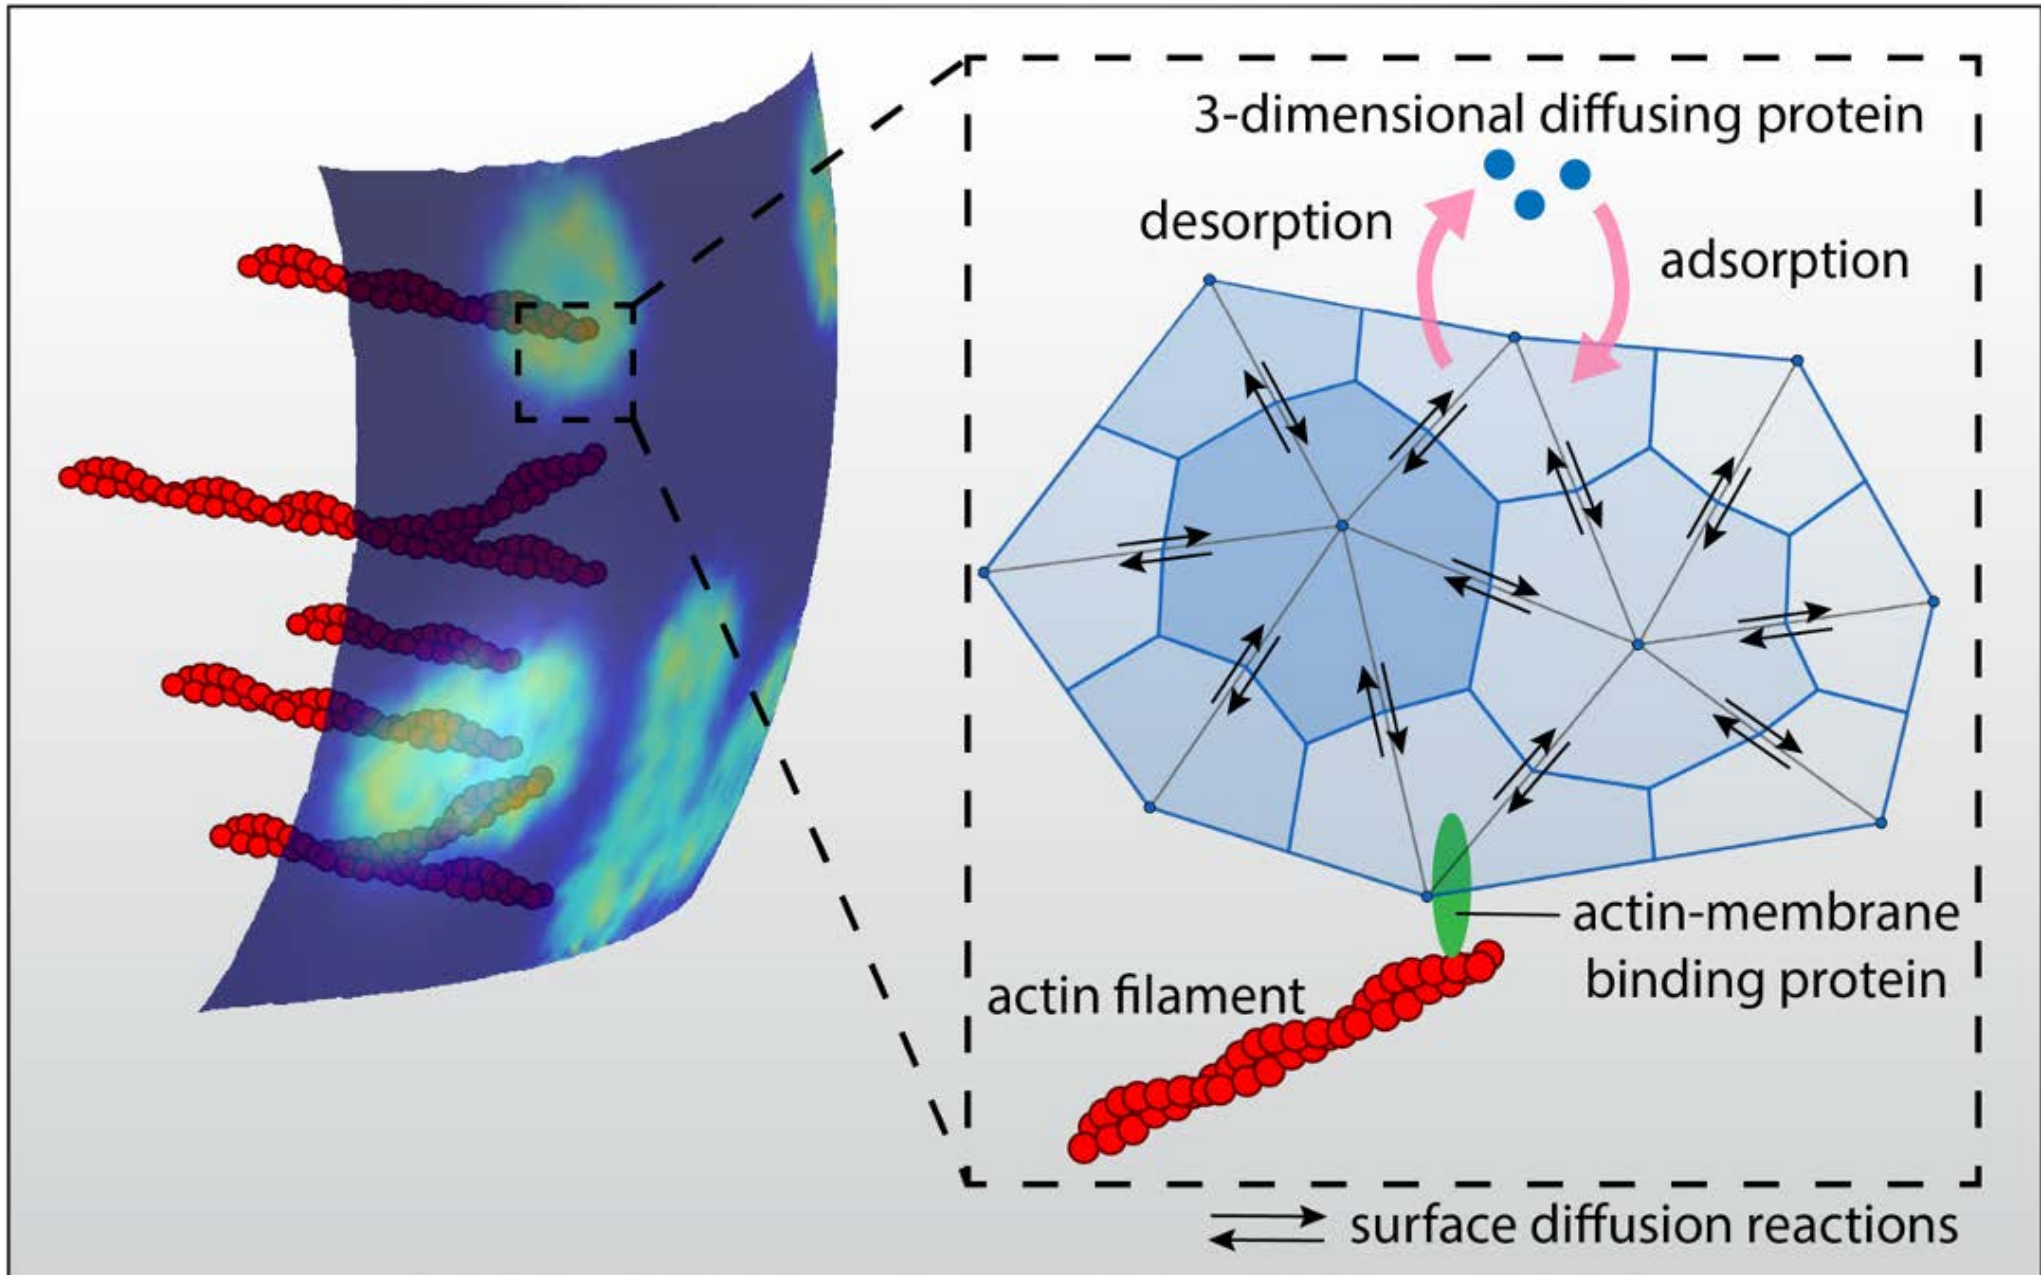 3-dimensional diffusing protein
desorption
adsorption
actin-membrane
binding protein
actin filament
surface diffusion reactions